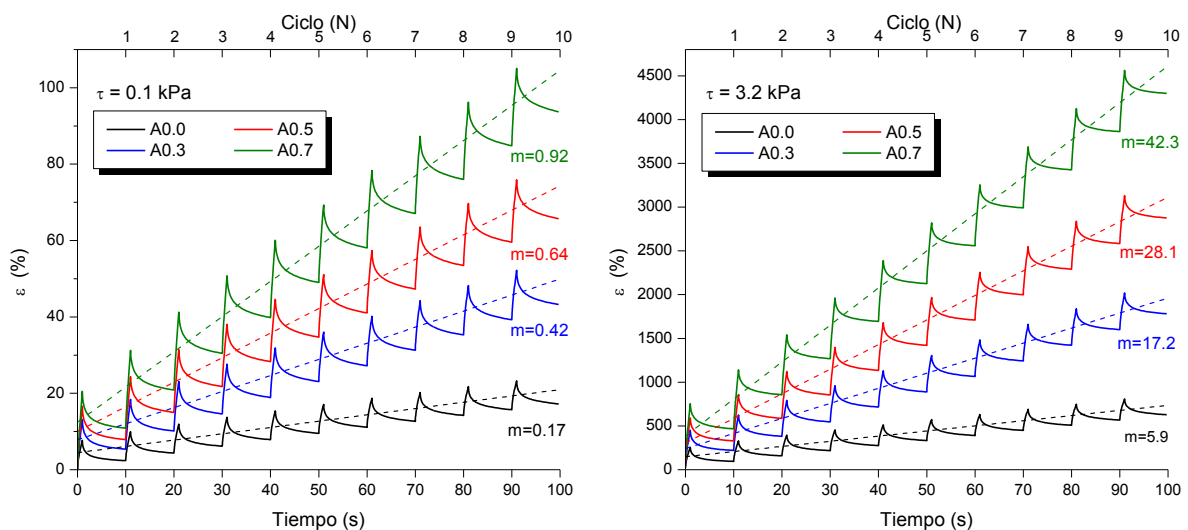 Ciclo (N)
1 2 3 4 5 6 7 8 9 10
τ = 0.1 kPa
A0.0 A0.5
A0.3 A0.7
100
80
60
40
20
0
ε (%)
m=0.92
m=0.64
m=0.42
m=0.17
0 10 20 30 40 50 60 70 80 90 100
Tiempo (s)
Ciclo (N)
1 2 3 4 5 6 7 8 9 10
τ = 3.2 kPa
A0.0 A0.5
A0.3 A0.7
4500
4000
3500
3000
2500
2000
1500
1000
500
0
ε (%)
m=42.3
m=28.1
m=17.2
m=5.9
0 10 20 30 40 50 60 70 80 90 100
Tiempo (s)